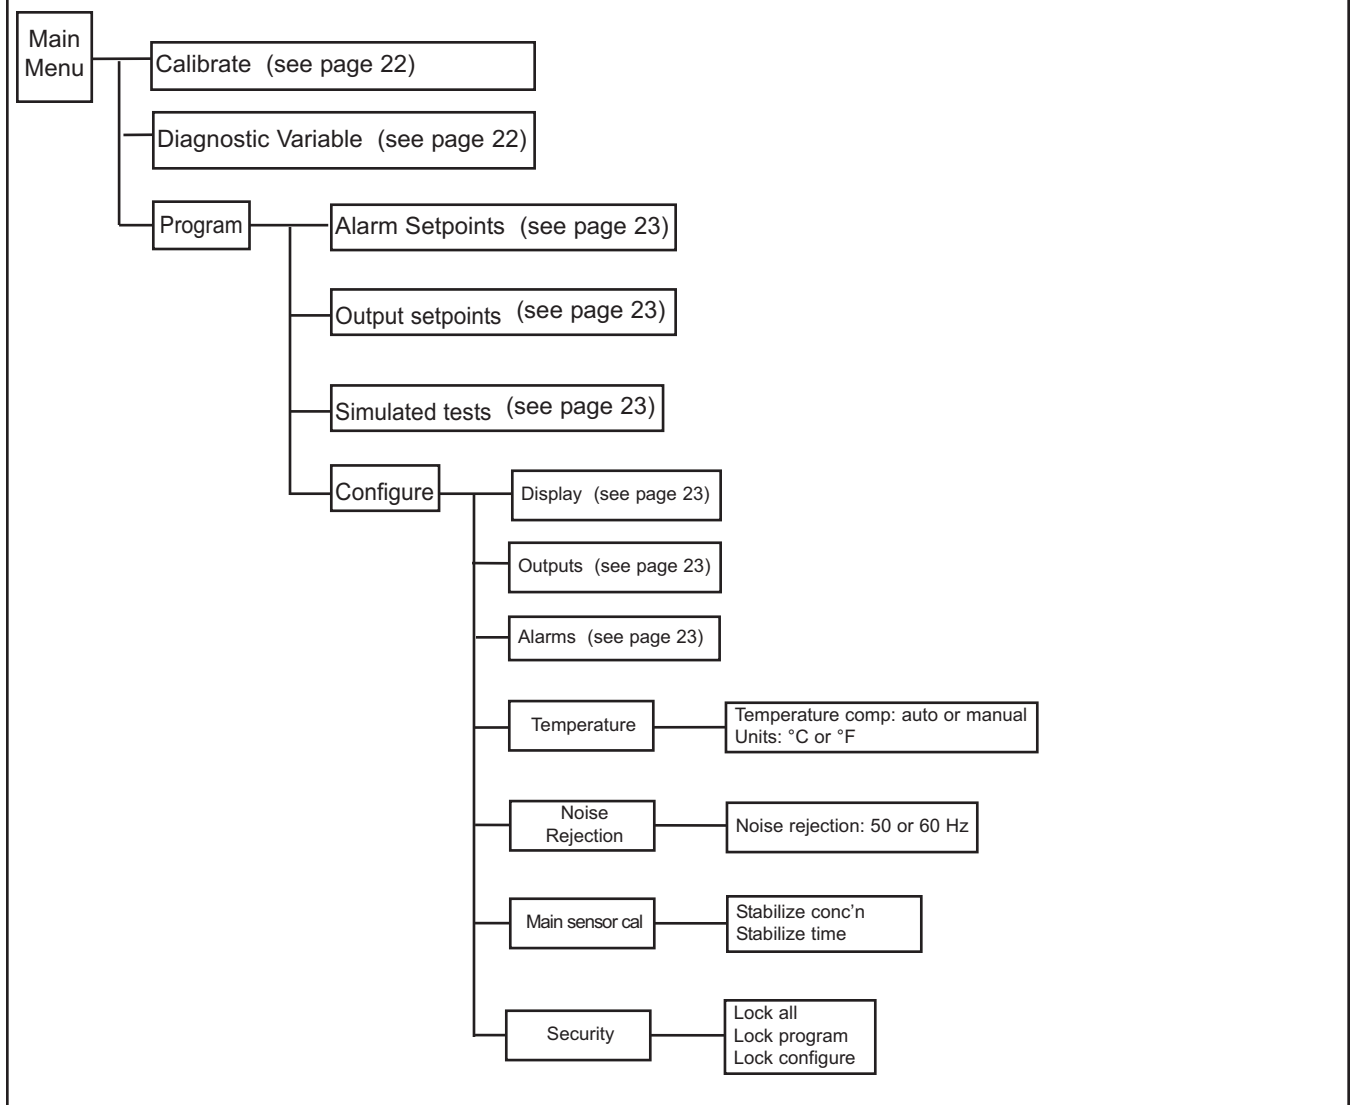 Main
Menu
Calibrate (see page 22)
Diagnostic Variable (see page 22)
Program
Alarm Setpoints (see page 23)
Output setpoints (see page 23)
Simulated tests (see page 23)
Configure
Display (see page 23)
Outputs (see page 23)
Alarms (see page 23)
Temperature
Temperature comp: auto or manual
Units: °C or °F
Noise
Rejection
Noise rejection: 50 or 60 Hz
Main sensor cal
Stabilize conc’n
Stabilize time
Security
Lock all
Lock program
Lock configure